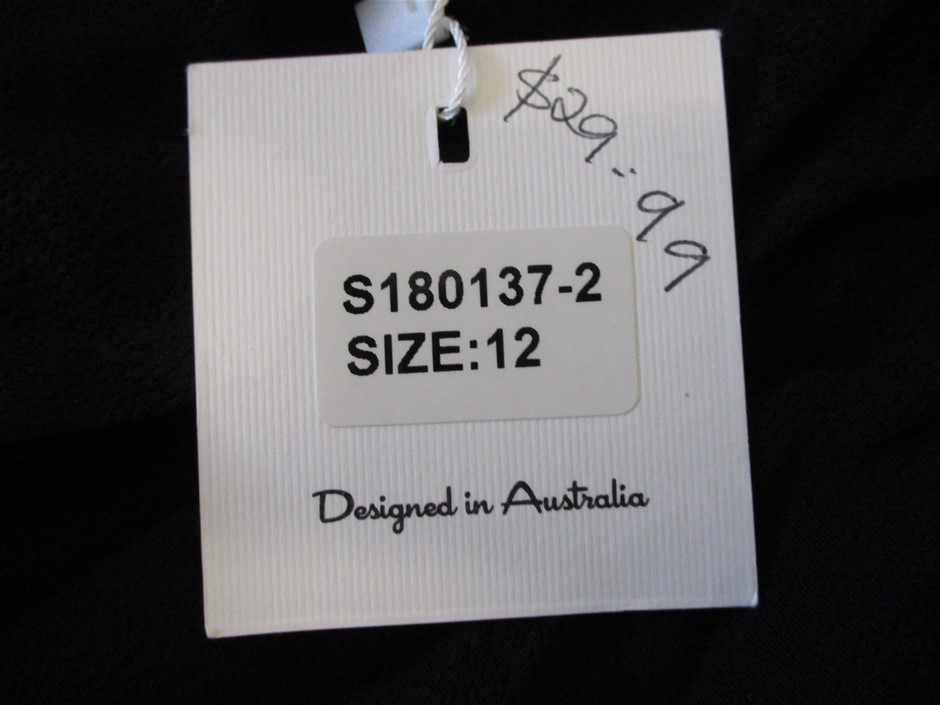 $29.99
S180137-2
SIZE:12
Designed in Australia